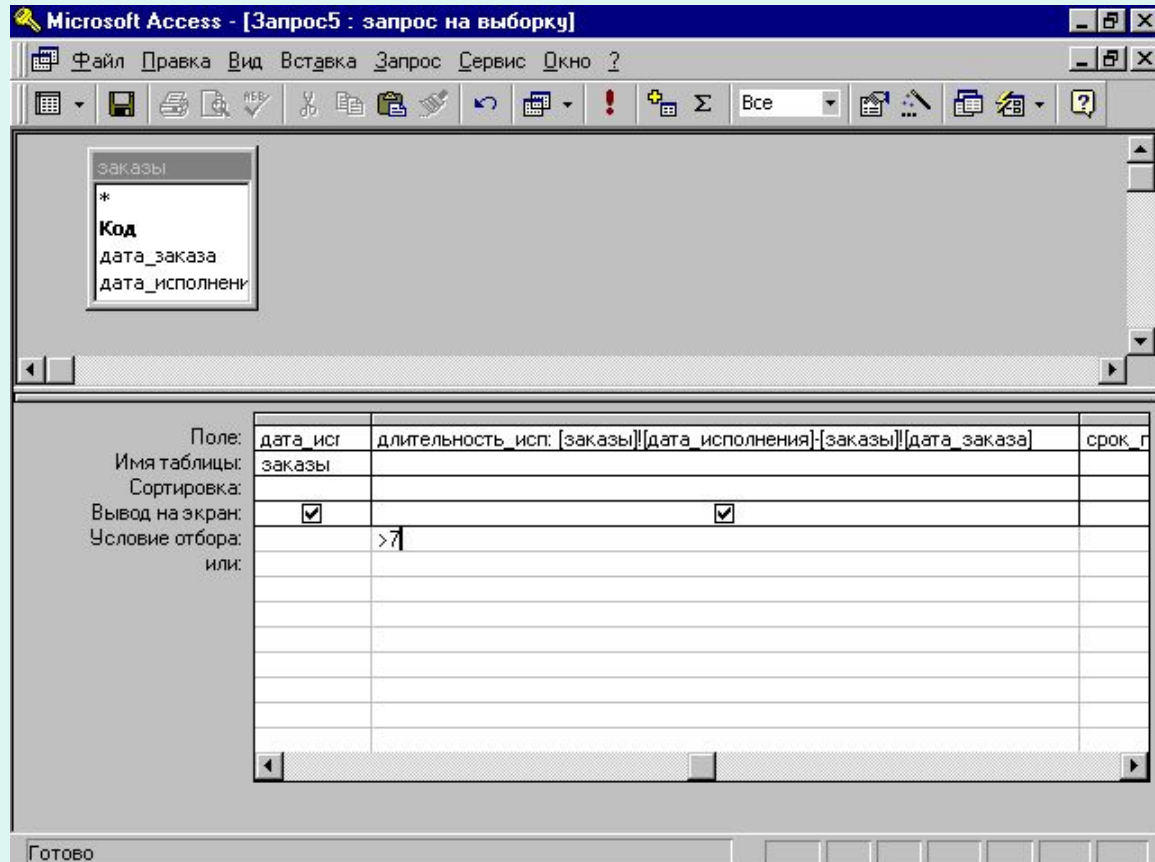 Microsoft Access - [Запрос5 : запрос на выборку]
Файл Правка Вид Вставка Запрос Сервис Окно ?
Все
заказы
*
Код
дата_заказа
дата_исполнени
Поле: дата_исг длительность_исп: [заказы]![дата_исполнения]-[заказы]![дата_заказа] срок_г
Имя таблицы: заказы
Сортировка:
Вывод на экран:
Условие отбора: >7
или:
Готово